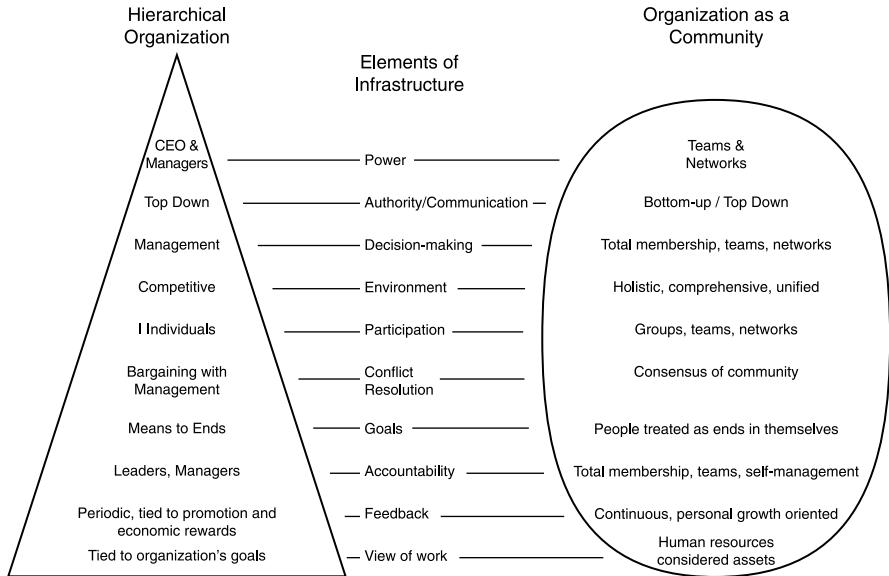 Hierarchical
Organization
Elements of
Infrastructure
Organization as a
Community
CEO &
Managers
Power
Teams &
Networks
Top Down
Authority/Communication
Bottom-up / Top Down
Management
Decision-making
Total membership, teams, networks
Competitive
Environment
Holistic, comprehensive, unified
I Individuals
Participation
Groups, teams, networks
Bargaining with
Management
Conflict
Resolution
Consensus of community
Means to Ends
Goals
People treated as ends in themselves
Leaders, Managers
Accountability
Total membership, teams, self-management
Periodic, tied to promotion and
economic rewards
Feedback
Continuous, personal growth oriented
Tied to organization's goals
View of work
Human resources
considered assets